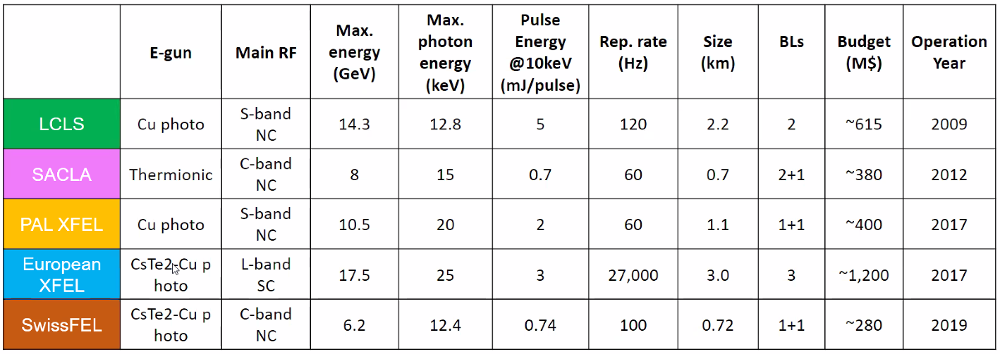 E-gun Main RF Max. energy (GeV) Max. photon energy (keV) Pulse Energy @10keV (mJ/pulse) Rep. rate (Hz) Size (km) BLs Budget (M$) Operation Year
LCLS Cu photo S-band NC 14.3 12.8 5 120 2.2 2 ~615 2009
SACLA Thermionic C-band NC 8 15 0.7 60 0.7 2+1 ~380 2012
PAL XFEL Cu photo S-band NC 10.5 20 2 60 1.1 1+1 ~400 2017
European XFEL CsTe2-Cu p hoto L-band SC 17.5 25 3 27,000 3.0 3 ~1,200 2017
SwissFEL CsTe2-Cu p hoto C-band NC 6.2 12.4 0.74 100 0.72 1+1 ~280 2019